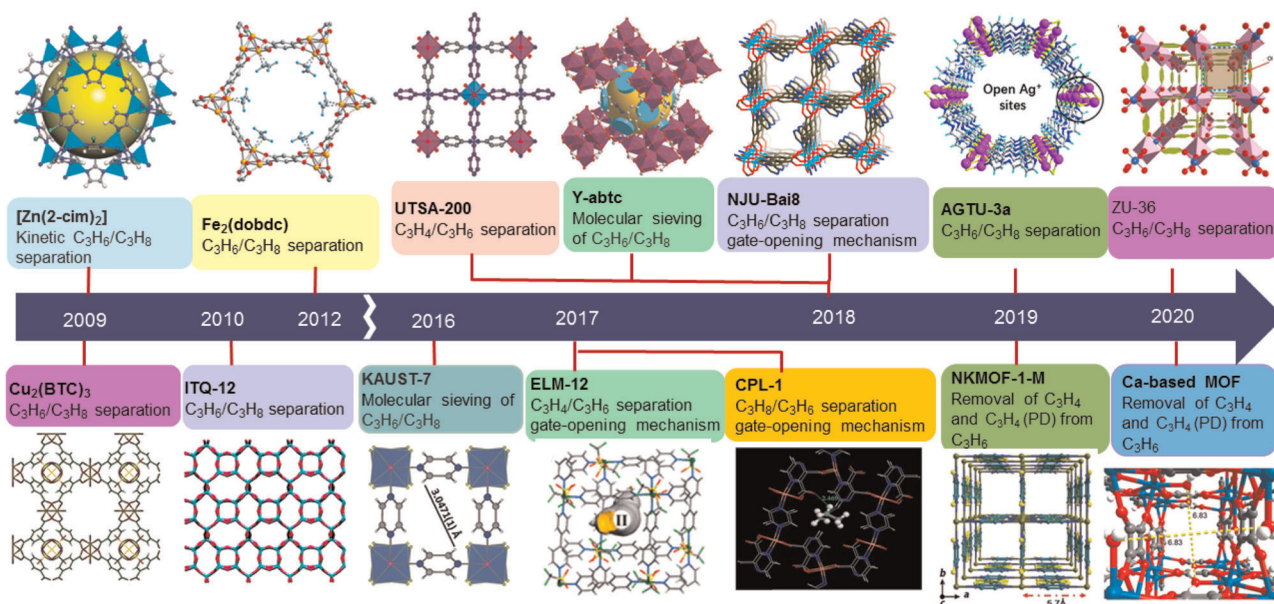 Open Ag⁺
sites
[Zn(2-cim)₂]
Kinetic C₃H₆/C₃H₈
separation
Fe₂(dobdc)
C₃H₆/C₃H₈ separation
UTSA-200
C₃H₄/C₃H₆ separation
Y-abtc
Molecular sieving
of C₃H₆/C₃H₈
NJU-Bai8
C₃H₆/C₃H₈ separation
gate-opening mechanism
AGTU-3a
C₃H₆/C₃H₈ separation
ZU-36
C₃H₆/C₃H₈ separation
2009 2010 2012 2016 2017 2018 2019 2020
Cu₂(BTC)₃
C₃H₆/C₃H₈ separation
ITQ-12
C₃H₆/C₃H₈ separation
KAUST-7
Molecular sieving of
C₃H₆/C₃H₈
ELM-12
C₃H₄/C₃H₆ separation
gate-opening mechanism
CPL-1
C₃H₈/C₃H₆ separation
gate-opening mechanism
NKMOF-1-M
Removal of C₃H₄
and C₃H₄ (PD) from
C₃H₆
Ca-based MOF
Removal of C₃H₄
and C₃H₄ (PD) from
C₃H₆
3.0471(1)Å
II
b
a
c
5.7Å
6.83
6.83